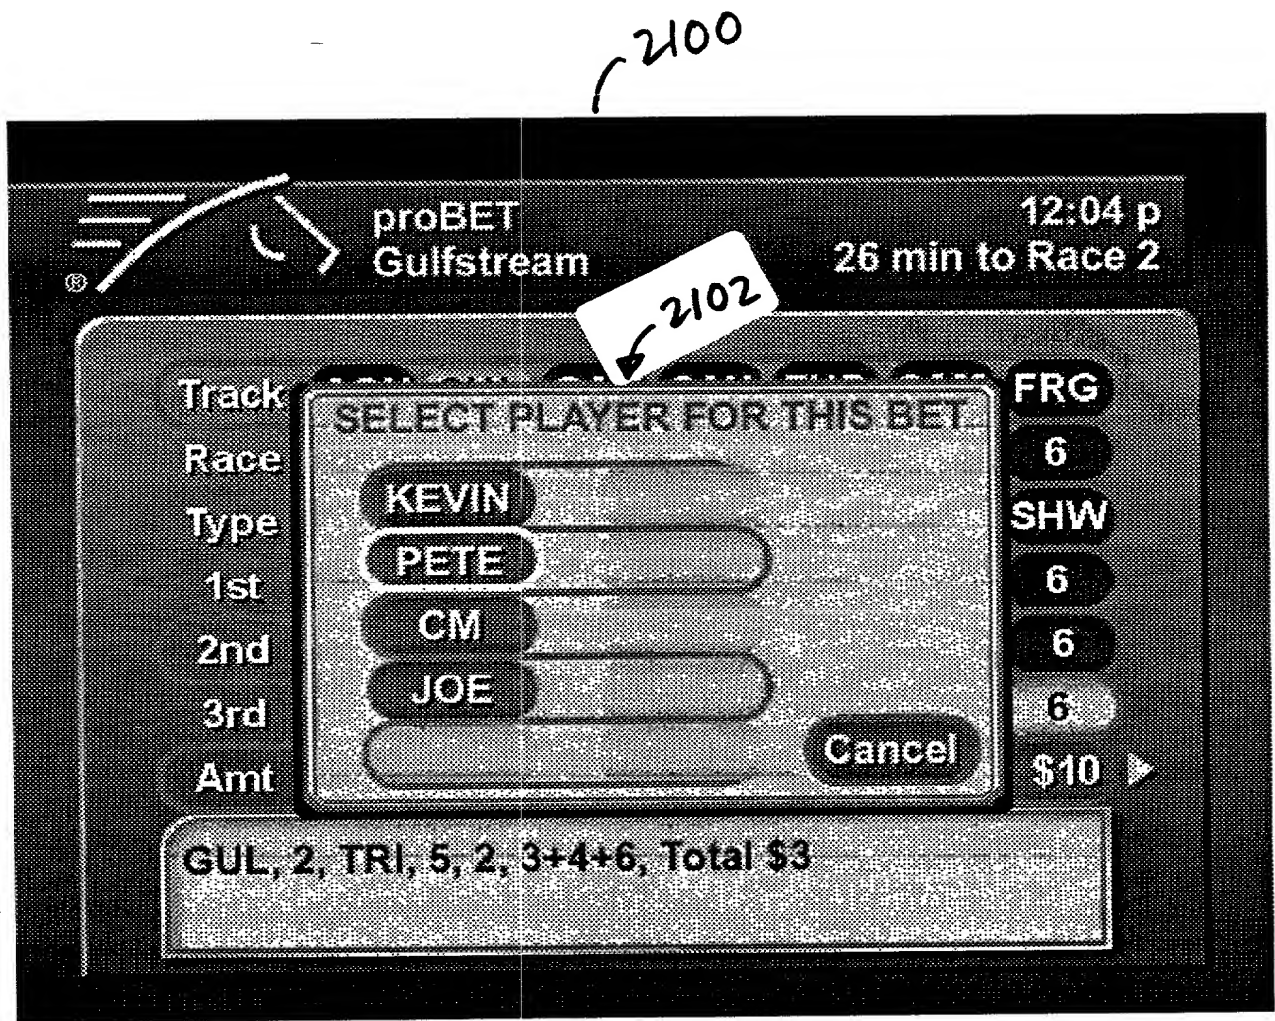 2100
proBET
Gulfstream
12:04 p
26 min to Race 2
®
2102
Track
FRG
SELECT PLAYER FOR THIS BET
Race
6
KEVIN
Type
SHW
PETE
1st
6
CM
2nd
6
JOE
3rd
6
Cancel
Amt
$10
GUL, 2, TRI, 5, 2, 3+4+6, Total $3